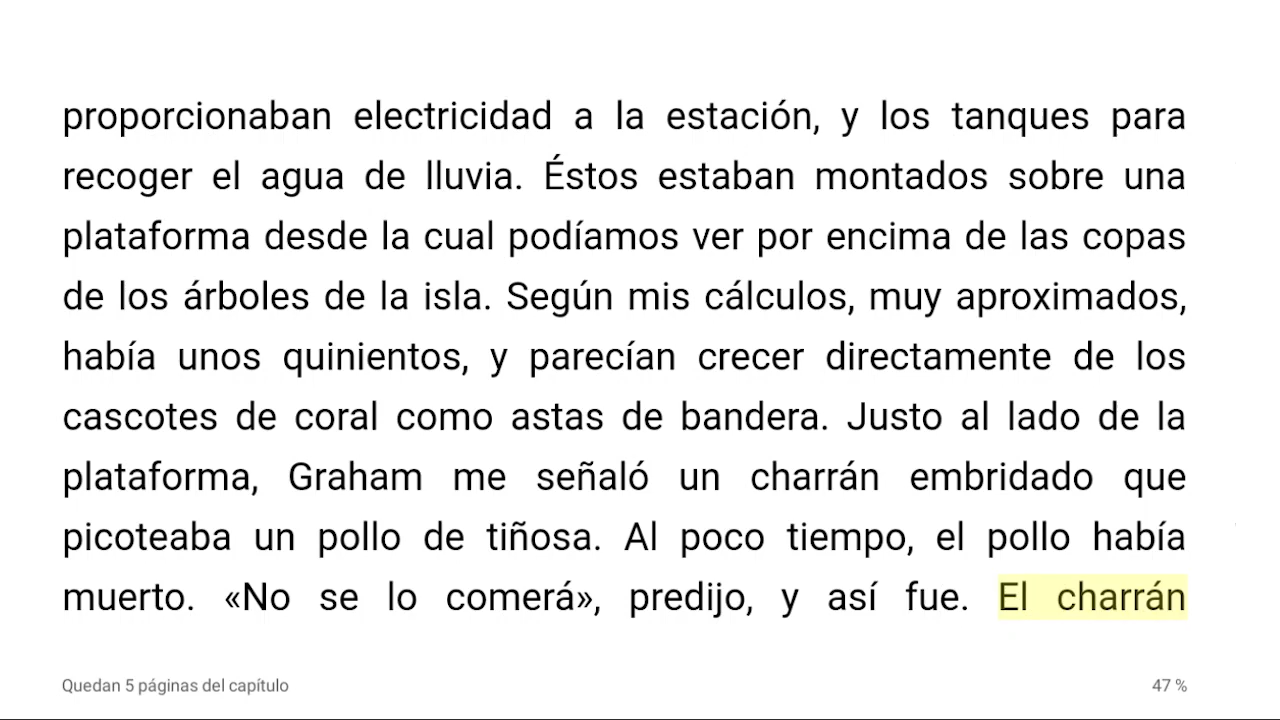 proporcionaban electricidad a la estación, y los tanques para
recoger el agua de lluvia. Éstos estaban montados sobre una
plataforma desde la cual podíamos ver por encima de las copas
de los árboles de la isla. Según mis cálculos, muy aproximados,
había unos quinientos, y parecían crecer directamente de los
cascotes de coral como astas de bandera. Justo al lado de la
plataforma, Graham me señaló un charrán embridado que
picoteaba un pollo de tiñosa. Al poco tiempo, el pollo había
muerto. «No se lo comerá», predijo, y así fue. El charrán
Quedan 5 páginas del capítulo
47 %